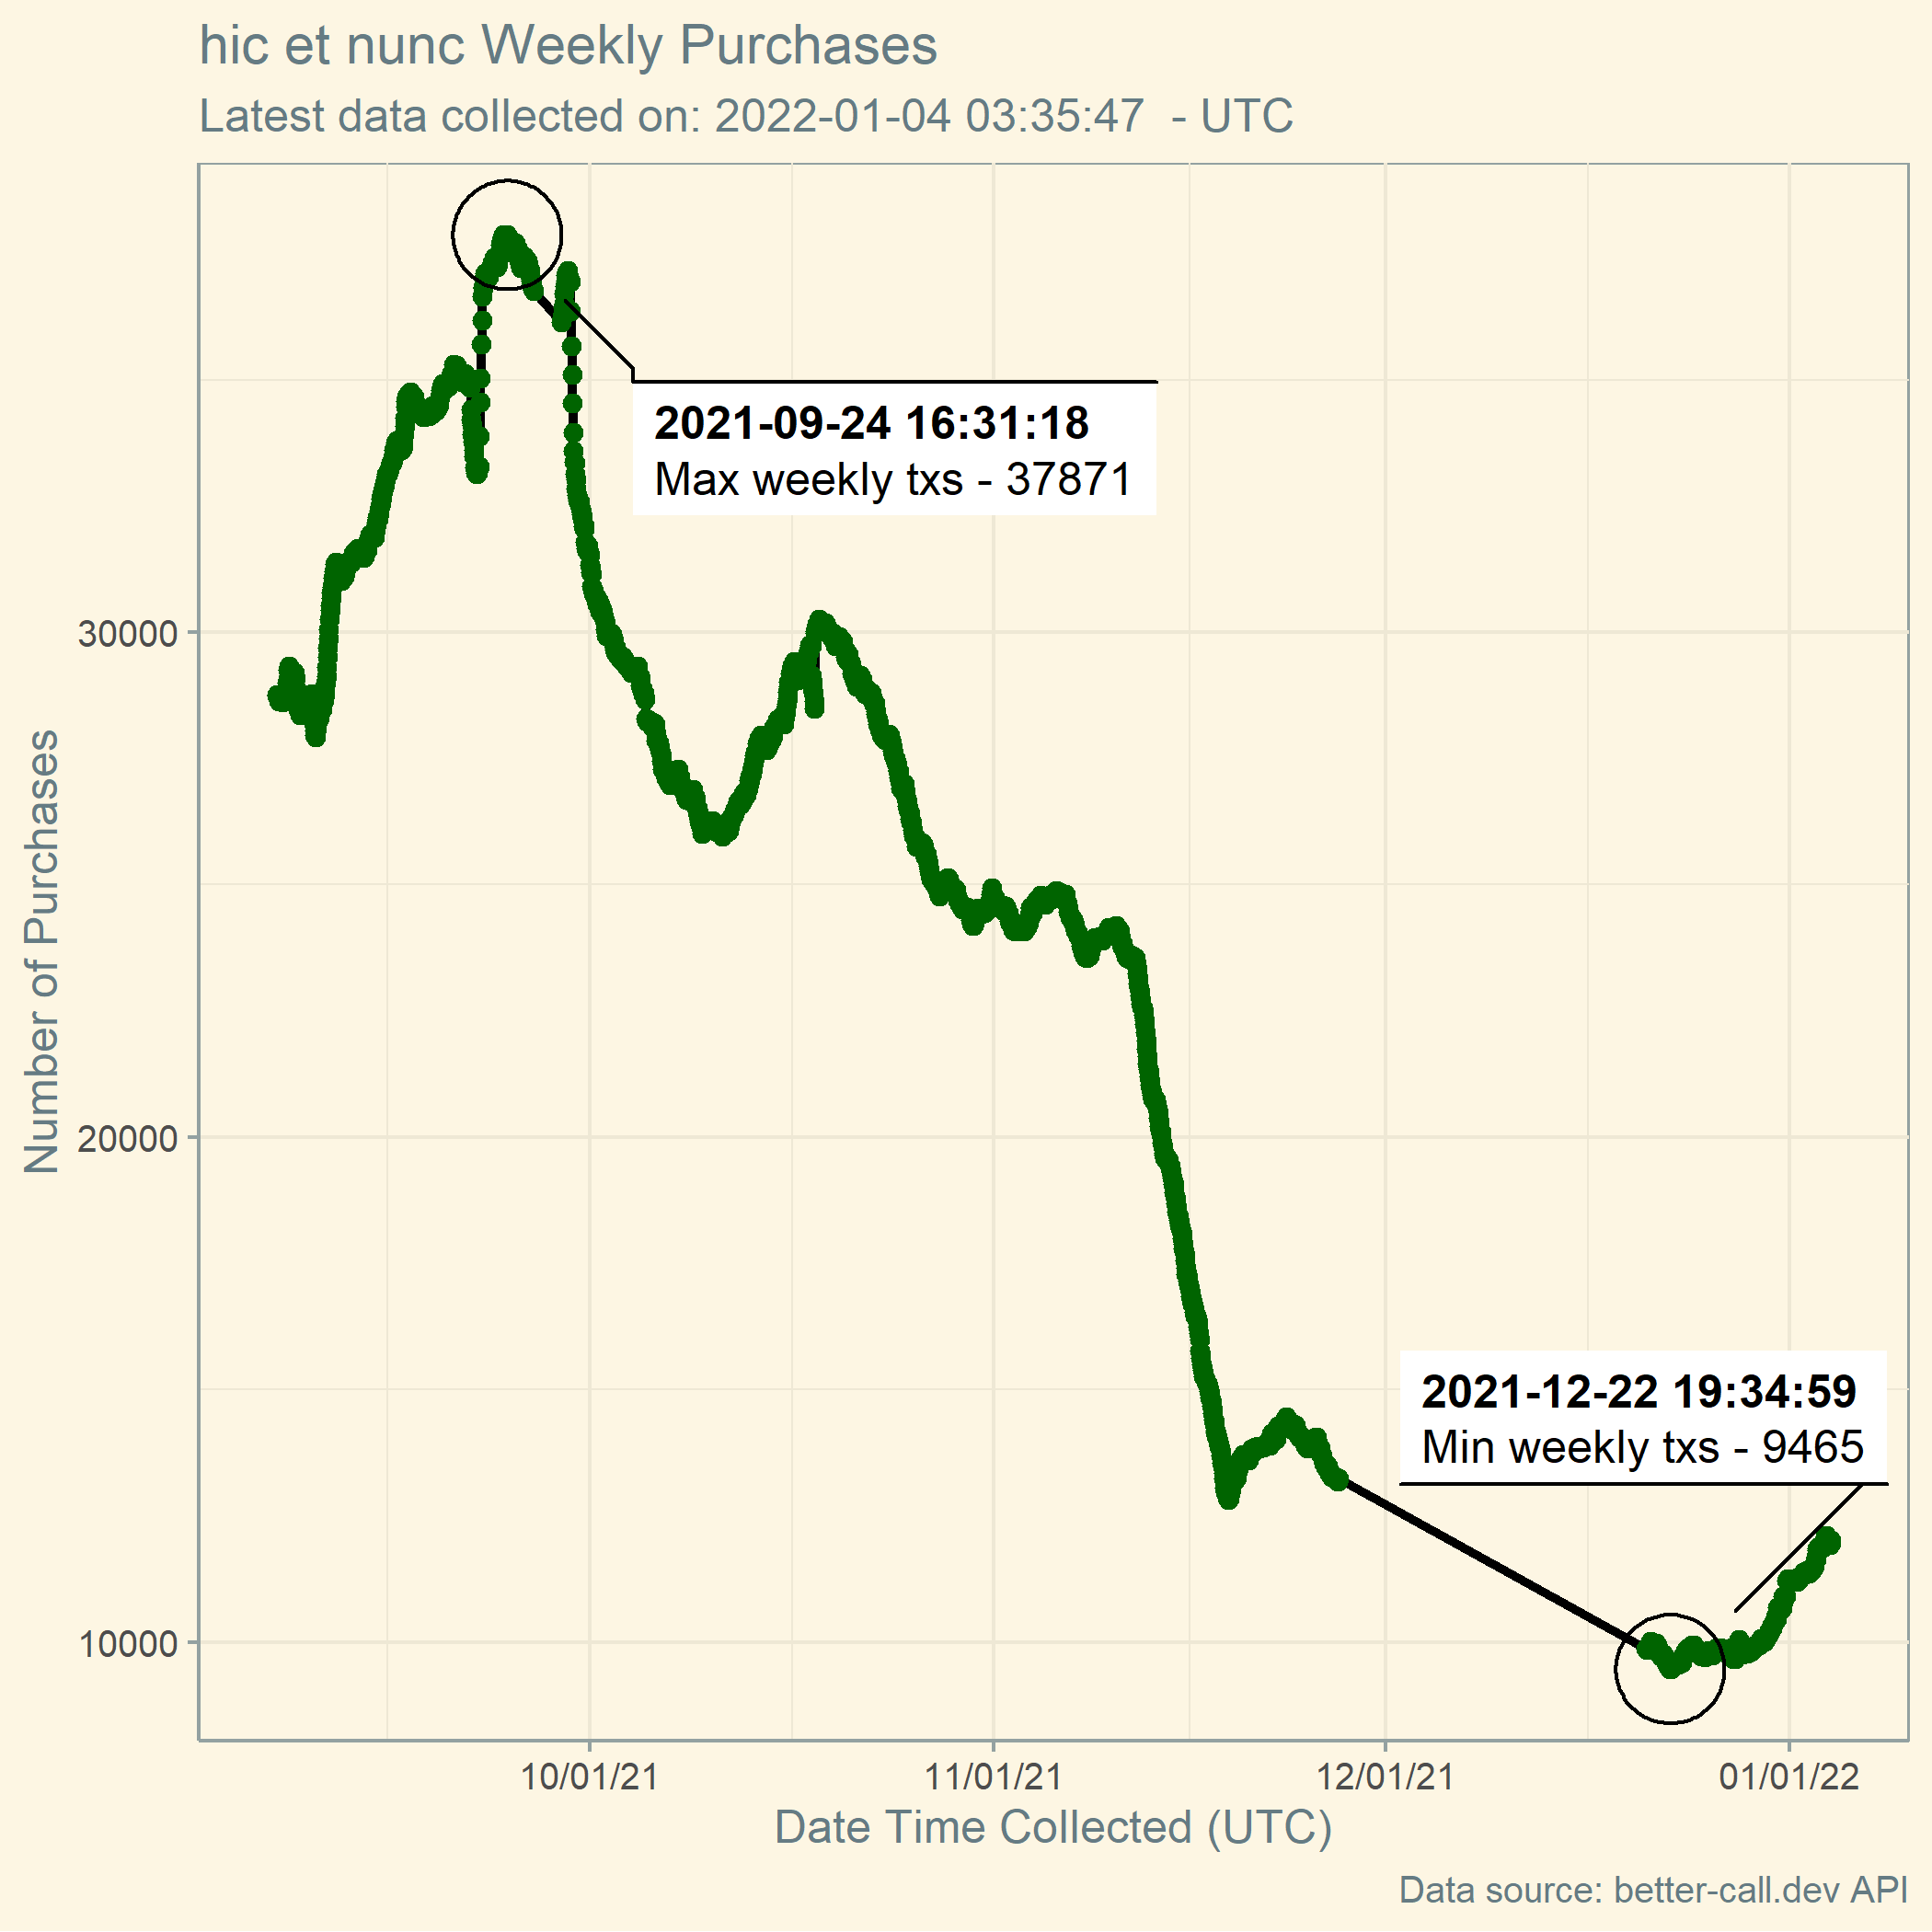 hic et nunc Weekly Purchases
Latest data collected on: 2022-01-04 03:35:47  - UTC
Number of Purchases
30000
20000
10000
2021-09-24 16:31:18
Max weekly txs - 37871
2021-12-22 19:34:59
Min weekly txs - 9465
10/01/21
11/01/21
12/01/21
01/01/22
Date Time Collected (UTC)
Data source: better-call.dev API